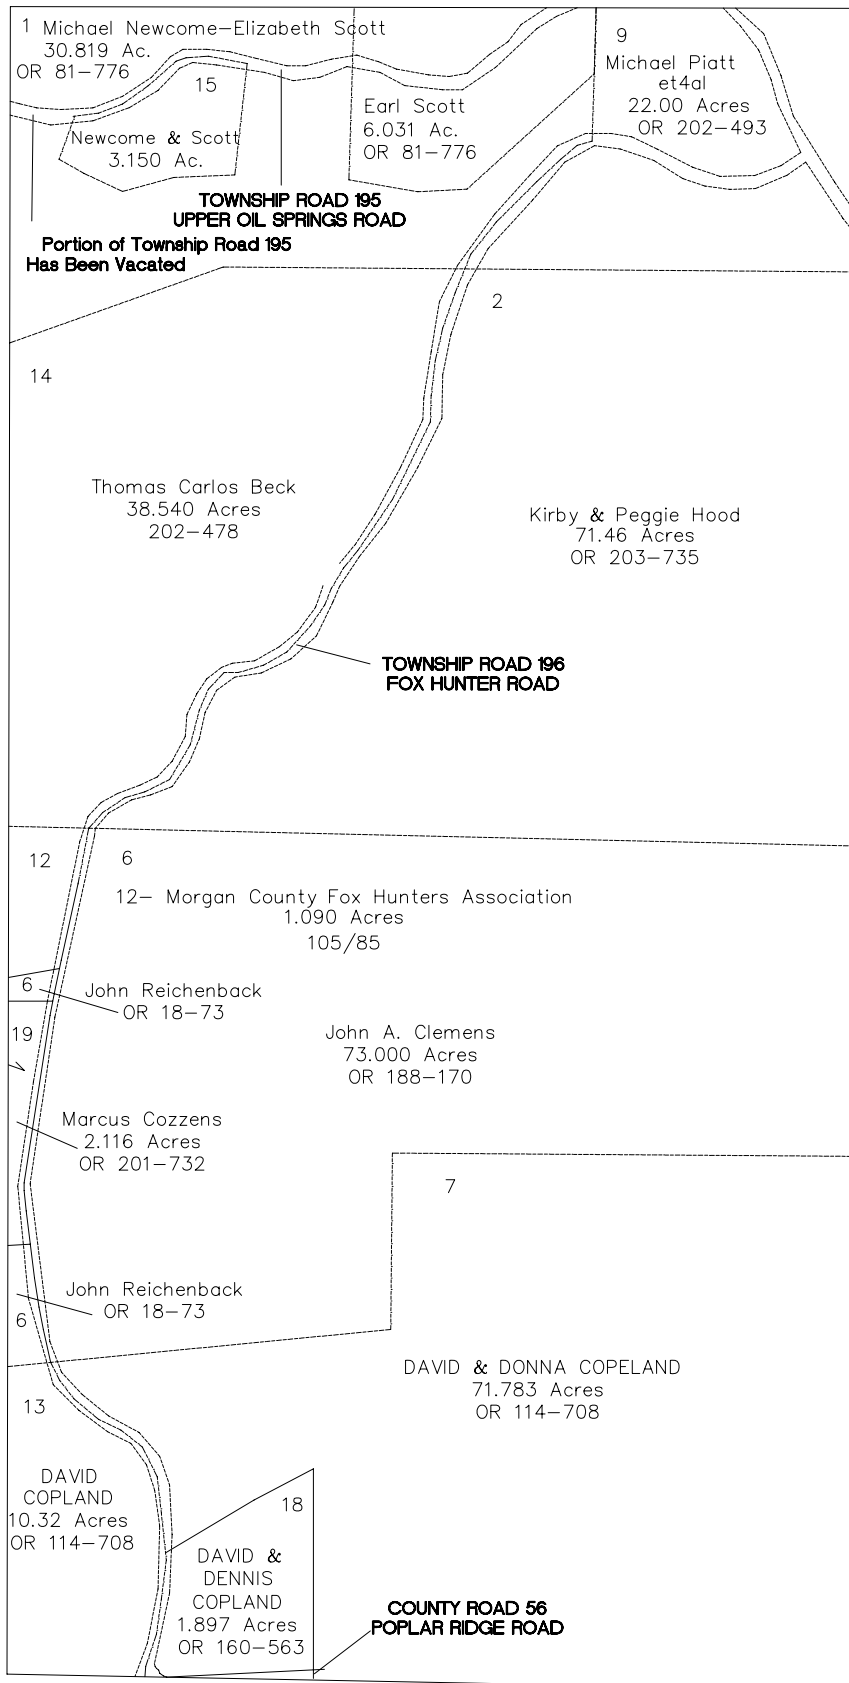 1 Michael Newcome-Elizabeth Scott
30.819 Ac.
OR 81-776
15
Newcome & Scott
3.150 Ac.
Earl Scott
6.031 Ac.
OR 81-776
9
Michael Piatt
et4al
22.00 Acres
OR 202-493
TOWNSHIP ROAD 195
UPPER OIL SPRINGS ROAD
Portion of Township Road 195
Has Been Vacated
2
14
Thomas Carlos Beck
38.540 Acres
202-478
Kirby & Peggie Hood
71.46 Acres
OR 203-735
TOWNSHIP ROAD 196
FOX HUNTER ROAD
12
6
12- Morgan County Fox Hunters Association
1.090 Acres
105/85
6
John Reichenback
OR 18-73
19
John A. Clemens
73.000 Acres
OR 188-170
Marcus Cozzens
2.116 Acres
OR 201-732
7
John Reichenback
OR 18-73
6
DAVID & DONNA COPELAND
71.783 Acres
OR 114-708
13
DAVID
COPLAND
10.32 Acres
OR 114-708
18
DAVID &
DENNIS
COPLAND
1.897 Acres
OR 160-563
COUNTY ROAD 56
POPLAR RIDGE ROAD